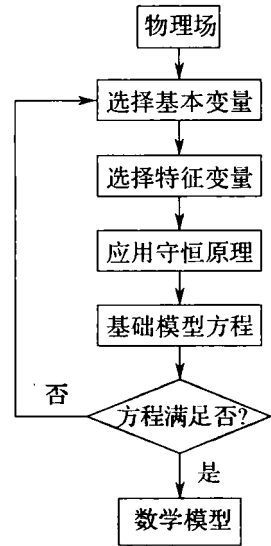 物理场
选择基本变量
选择特征变量
应用守恒原理
基础模型方程
否
方程满足否?
是
数学模型